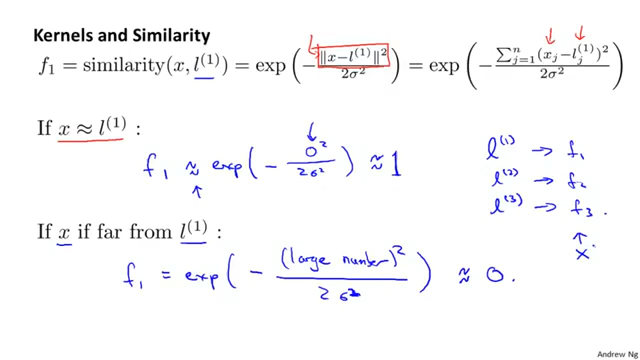 Kernels and Similarity
f₁ = similarity(x, l⁽¹⁾) = exp(−‖x−l⁽¹⁾‖²/2σ²) = exp(−∑ⱼ₌₁ⁿ(xⱼ−lⱼ⁽¹⁾)²/2σ²)
If x ≈ l⁽¹⁾ :
f₁ ≈ exp(−0²/2σ²) ≈ 1
l⁽¹⁾ → f₁
l⁽²⁾ → f₂
l⁽³⁾ → f₃.
↑
x
If x if far from l⁽¹⁾ :
f₁ = exp(−(large number)²/2σ²) ≈ 0.
Andrew Ng